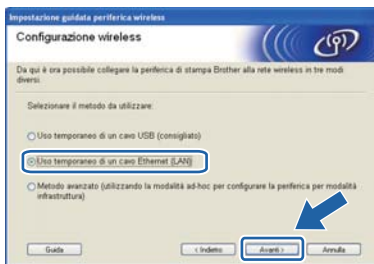 Impostazione guidata periferica wireless
Configurazione wireless
Da qui è ora possibile collegare la periferica di stampa Brother alla rete wireless in tre modi
diversi.
Selezionare il metodo da utilizzare:
Uso temporaneo di un cavo USB (consigliato)
Uso temporaneo di un cavo Ethernet (LAN)
Metodo avanzato (utilizzando la modalità ad-hoc per configurare la periferica per modalità
infrastruttura)
Guida
< Indietro
Avanti >
Annulla